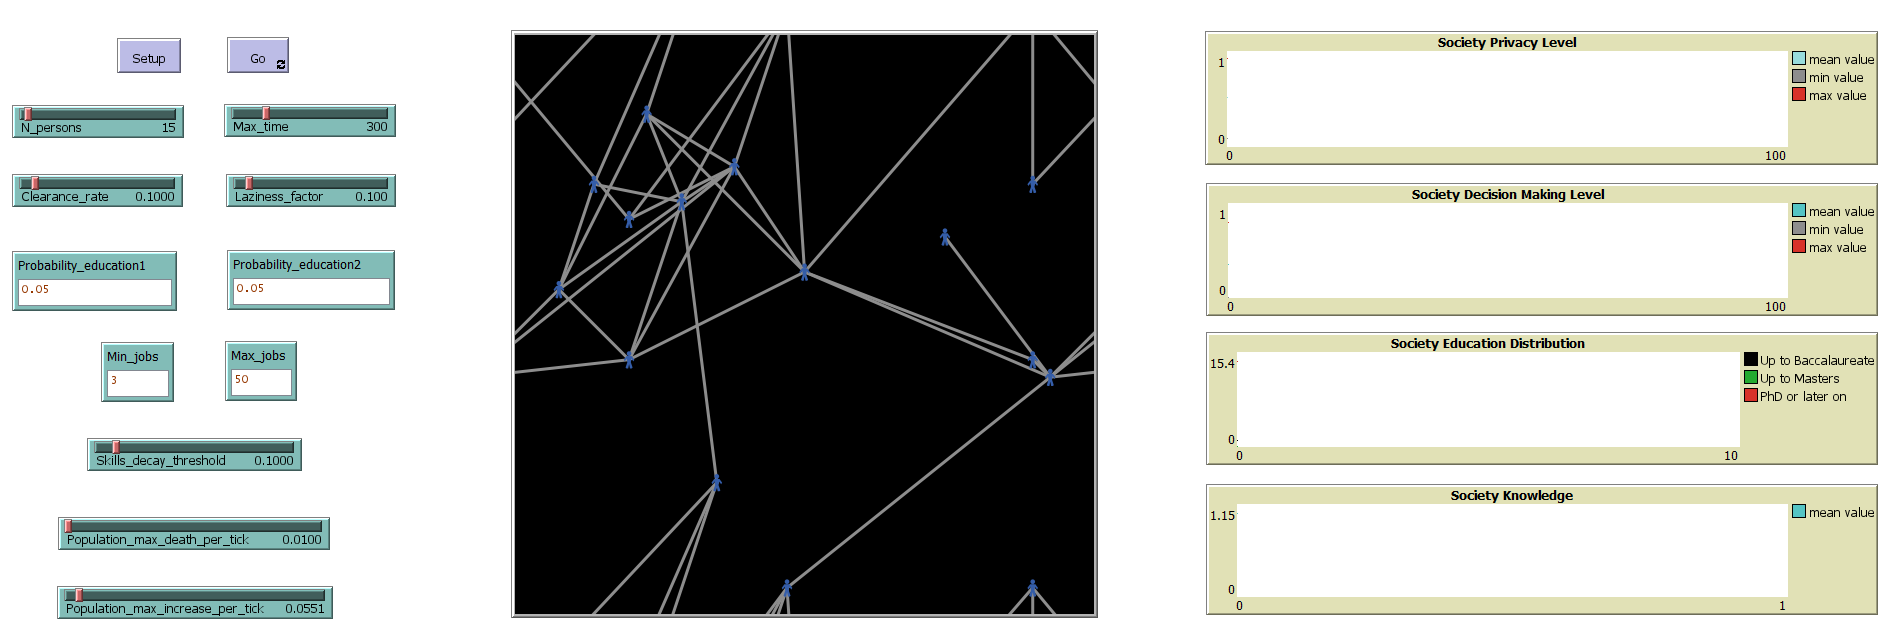 Setup
Go
N_persons 15
Max_time 300
Clearance_rate 0.1000
Laziness_factor 0.100
Probability_education1
0.05
Probability_education2
0.05
Min_jobs
3
Max_jobs
50
Skills_decay_threshold 0.1000
Population_max_death_per_tick 0.0100
Population_max_increase_per_tick 0.0551
Society Privacy Level
1
0
0 100
mean value
min value
max value
Society Decision Making Level
1
0
0 100
mean value
min value
max value
Society Education Distribution
15.4
0
0 10
Up to Baccalaureate
Up to Masters
PhD or later on
Society Knowledge
1.15
0
0 1
mean value